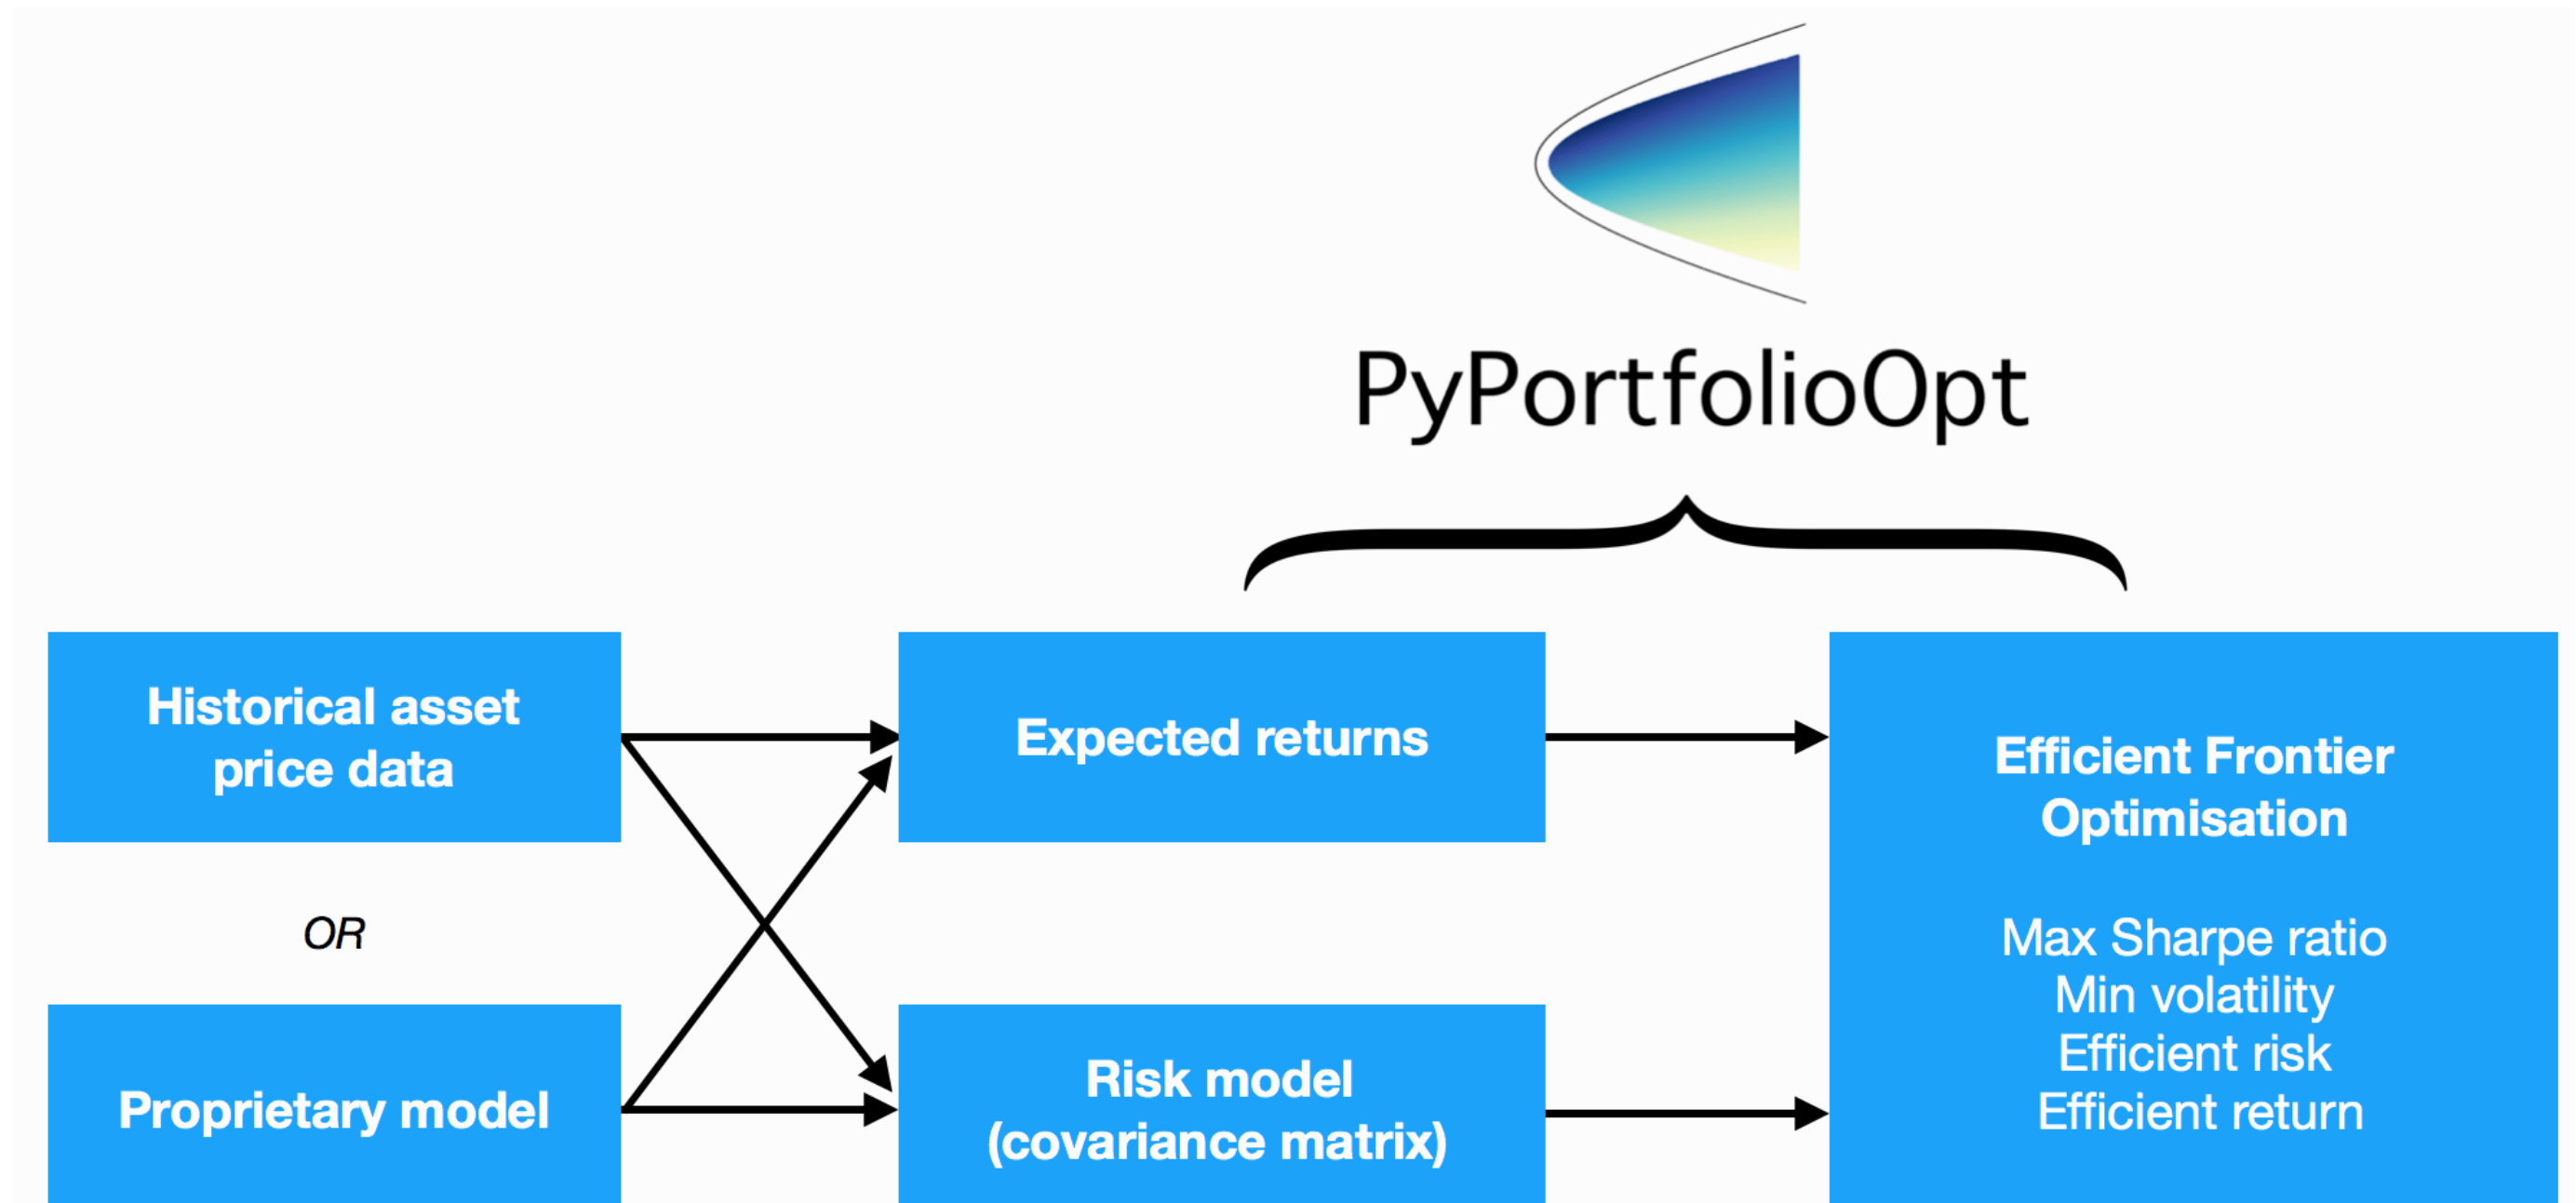 PyPortfolioOpt
Historical asset
price data
OR
Proprietary model
Expected returns
Risk model
(covariance matrix)
Efficient Frontier
Optimisation
Max Sharpe ratio
Min volatility
Efficient risk
Efficient return